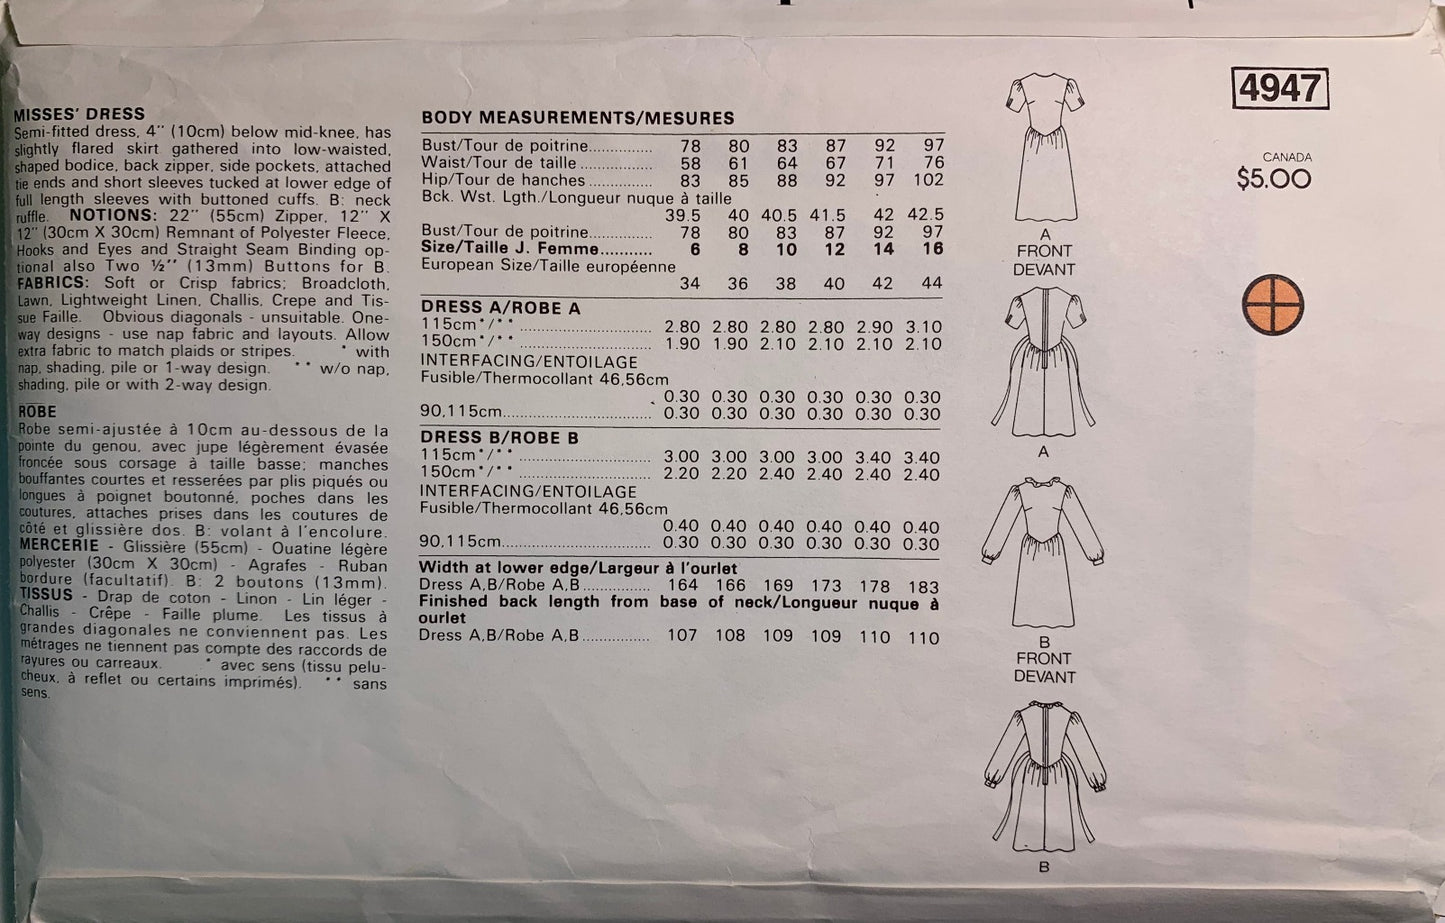 MISSES' DRESS
Semi-fitted dress, 4'' (10cm) below mid-knee, has
slightly flared skirt gathered into low-waisted,
shaped bodice, back zipper, side pockets, attached
tie ends and short sleeves tucked at lower edge of
full length sleeves with buttoned cuffs. B: neck
ruffle. NOTIONS: 22'' (55cm) Zipper, 12'' X
12'' (30cm X 30cm) Remnant of Polyester Fleece,
Hooks and Eyes and Straight Seam Binding op-
tional also Two ½'' (13mm) Buttons for B.
FABRICS: Soft or Crisp fabrics; Broadcloth,
Lawn, Lightweight Linen, Challis, Crepe and Tis-
sue Faille. Obvious diagonals - unsuitable. One-
way designs - use nap fabric and layouts. Allow
extra fabric to match plaids or stripes. * with
nap, shading, pile or 1-way design. ** w/o nap,
shading, pile or with 2-way design.
ROBE
Robe semi-ajustée à 10cm au-dessous de la
pointe du genou, avec jupe légèrement évasée
froncée sous corsage à taille basse; manches
bouffantes courtes et resserées par plis piqués ou
longues à poignet boutonné, poches dans les
coutures, attaches prises dans les coutures de
côté et glissière dos. B: volant à l'encolure.
MERCERIE - Glissière (55cm) - Ouatine légère
polyester (30cm X 30cm) - Agrafes - Ruban
bordure (facultatif). B: 2 boutons (13mm).
TISSUS - Drap de coton - Linon - Lin léger -
Challis - Crêpe - Faille plume. Les tissus à
grandes diagonales ne conviennent pas. Les
métrages ne tiennent pas compte des raccords de
rayures ou carreaux. * avec sens (tissu pelu-
cheux, à reflet ou certains imprimés). ** sans
sens.
BODY MEASUREMENTS/MESURES
Bust/Tour de poitrine............... 78 80 83 87 92 97
Waist/Tour de taille................. 58 61 64 67 71 76
Hip/Tour de hanches............... 83 85 88 92 97 102
Bck. Wst. Lgth./Longueur nuque à taille
39.5 40 40.5 41.5 42 42.5
Bust/Tour de poitrine............... 78 80 83 87 92 97
Size/Taille J. Femme........... 6 8 10 12 14 16
European Size/Taille européenne
34 36 38 40 42 44
DRESS A/ROBE A
115cm*/** ............................... 2.80 2.80 2.80 2.80 2.90 3.10
150cm*/** ............................... 1.90 1.90 2.10 2.10 2.10 2.10
INTERFACING/ENTOILAGE
Fusible/Thermocollant 46,56cm
0.30 0.30 0.30 0.30 0.30 0.30
90,115cm................................... 0.30 0.30 0.30 0.30 0.30 0.30
DRESS B/ROBE B
115cm*/** ............................... 3.00 3.00 3.00 3.00 3.40 3.40
150cm*/** ............................... 2.20 2.20 2.40 2.40 2.40 2.40
INTERFACING/ENTOILAGE
Fusible/Thermocollant 46,56cm
0.40 0.40 0.40 0.40 0.40 0.40
90,115cm................................... 0.30 0.30 0.30 0.30 0.30 0.30
Width at lower edge/Largeur à l'ourlet
Dress A,B/Robe A,B................ 164 166 169 173 178 183
Finished back length from base of neck/Longueur nuque à
ourlet
Dress A,B/Robe A,B................ 107 108 109 109 110 110
A
FRONT
DEVANT
A
B
FRONT
DEVANT
B
4947
CANADA
$5.00